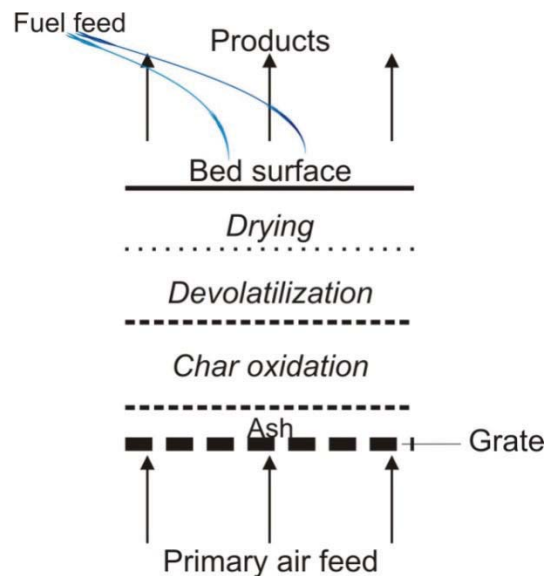 Fuel feed
Products
Bed surface
Drying
Devolatilization
Char oxidation
Ash
Grate
Primary air feed